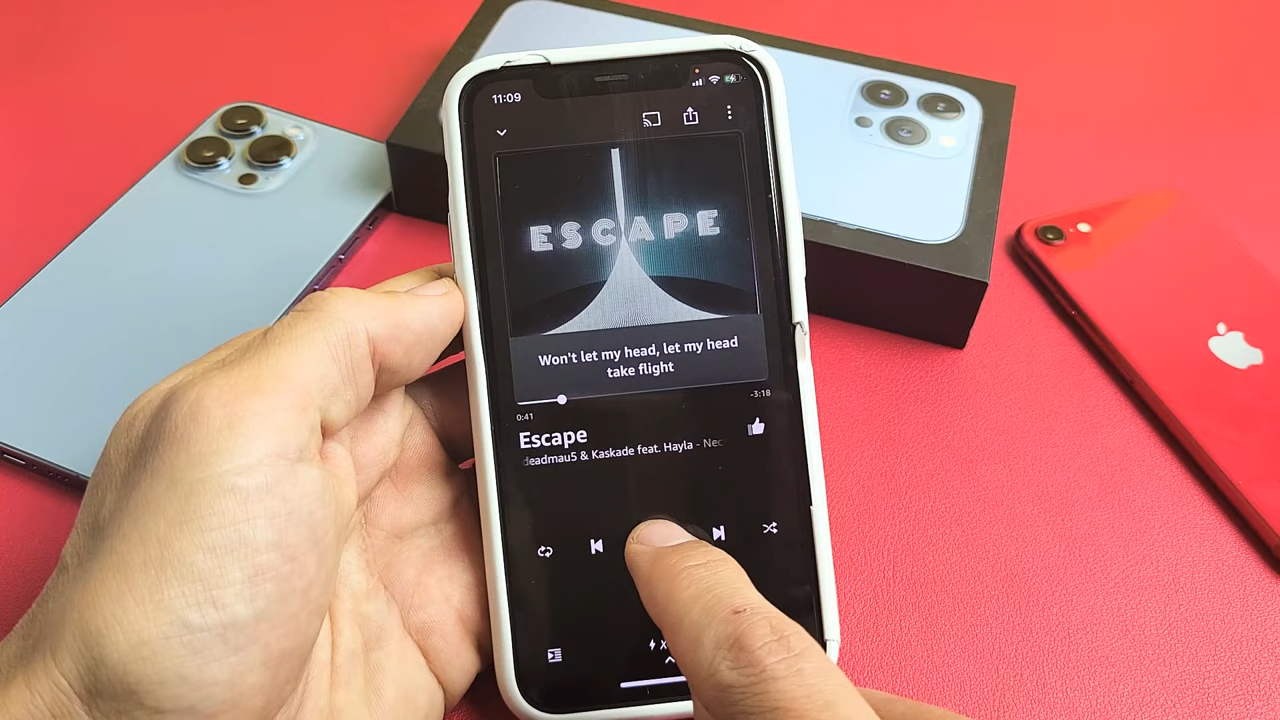 11:09
ESCAPE
Won't let my head, let my head
take flight
0:41
-3:18
Escape
deadmau5 & Kaskade feat. Hayla -
X